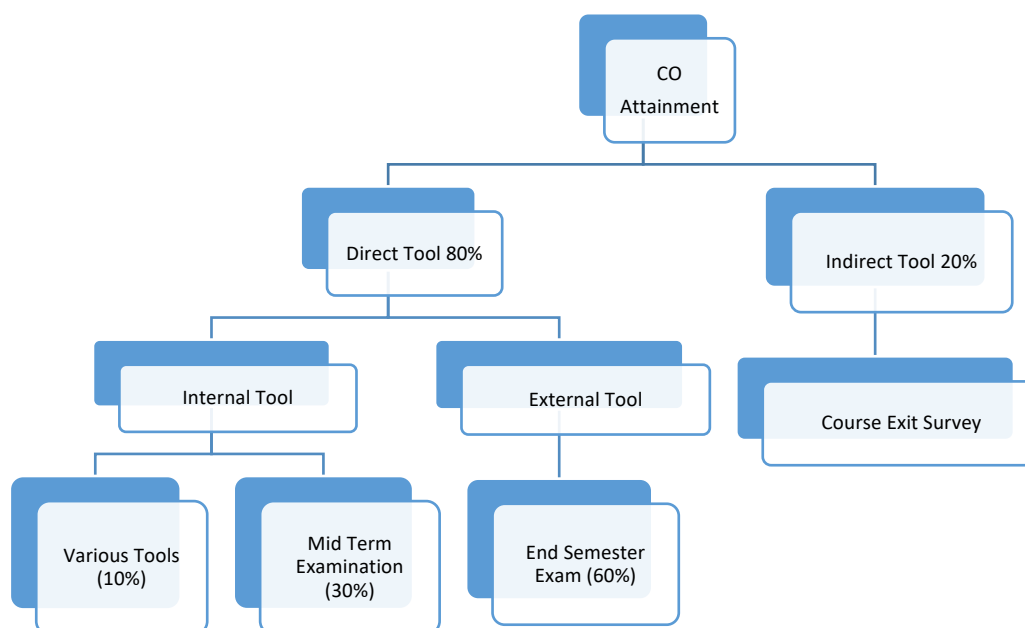 CO
Attainment
Direct Tool 80%
Indirect Tool 20%
Internal Tool
External Tool
Course Exit Survey
Various Tools
(10%)
Mid Term
Examination
(30%)
End Semester
Exam (60%)